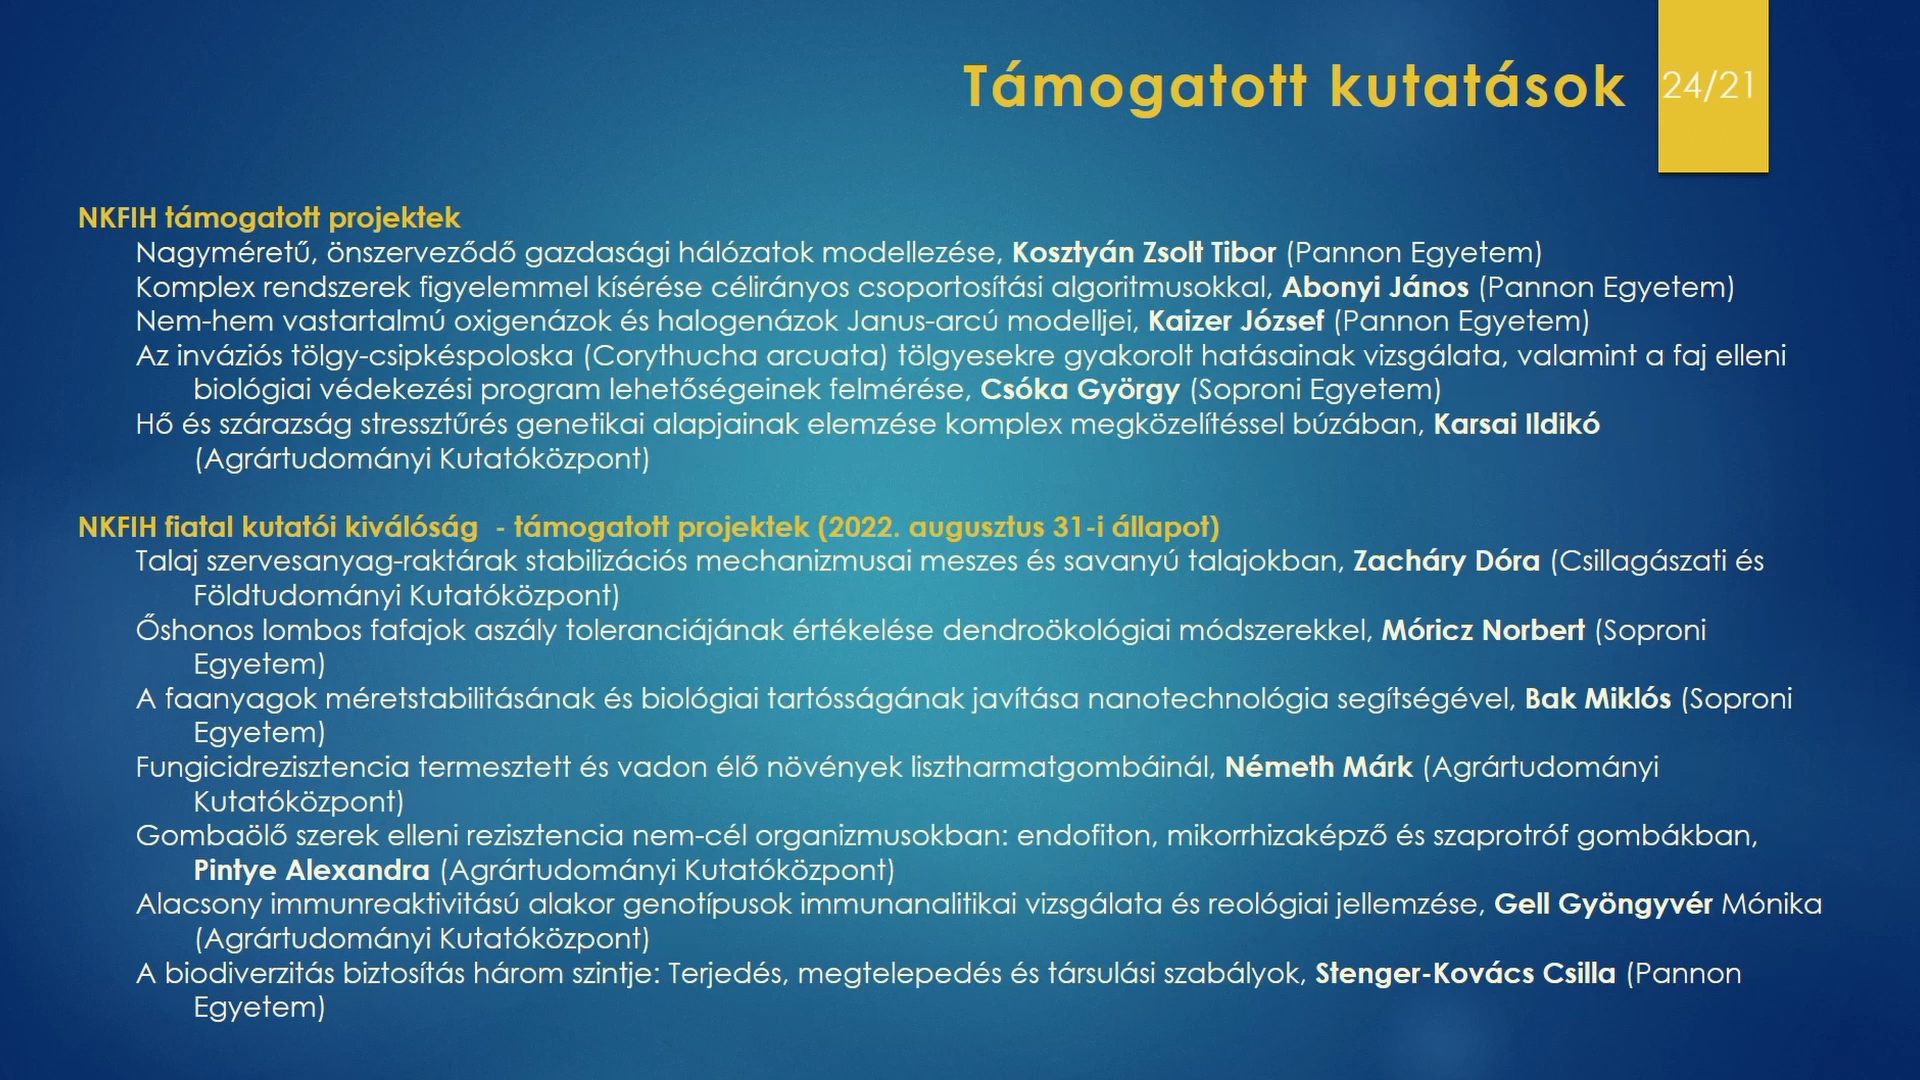 Támogatott kutatások
24/21
NKFIH támogatott projektek
Nagyméretű, önszerveződő gazdasági hálózatok modellezése, Kosztyán Zsolt Tibor (Pannon Egyetem)
Komplex rendszerek figyelemmel kísérése célirányos csoportosítási algoritmusokkal, Abonyi János (Pannon Egyetem)
Nem-hem vastartalmú oxigenázok és halogenázok Janus-arcú modelljei, Kaizer József (Pannon Egyetem)
Az inváziós tölgy-csipkéspoloska (Corythucha arcuata) tölgyesekre gyakorolt hatásainak vizsgálata, valamint a faj elleni
biológiai védekezési program lehetőségeinek felmérése, Csóka György (Soproni Egyetem)
Hő és szárazság stressztűrés genetikai alapjainak elemzése komplex megközelítéssel búzában, Karsai Ildikó
(Agrártudományi Kutatóközpont)
NKFIH fiatal kutatói kiválóság  - támogatott projektek (2022. augusztus 31-i állapot)
Talaj szervesanyag-raktárak stabilizációs mechanizmusai meszes és savanyú talajokban, Zacháry Dóra (Csillagászati és
Földtudományi Kutatóközpont)
Őshonos lombos fafajok aszály toleranciájának értékelése dendroökológiai módszerekkel, Móricz Norbert (Soproni
Egyetem)
A faanyagok méretstabilitásának és biológiai tartósságának javítása nanotechnológia segítségével, Bak Miklós (Soproni
Egyetem)
Fungicidrezisztencia termesztett és vadon élő növények lisztharmatgombáinál, Németh Márk (Agrártudományi
Kutatóközpont)
Gombaölő szerek elleni rezisztencia nem-cél organizmusokban: endofiton, mikorrhizaképző és szaprotróf gombákban,
Pintye Alexandra (Agrártudományi Kutatóközpont)
Alacsony immunreaktivitású alakor genotípusok immunanalitikai vizsgálata és reológiai jellemzése, Gell Gyöngyvér Mónika
(Agrártudományi Kutatóközpont)
A biodiverzitás biztosítás három szintje: Terjedés, megtelepedés és társulási szabályok, Stenger-Kovács Csilla (Pannon
Egyetem)